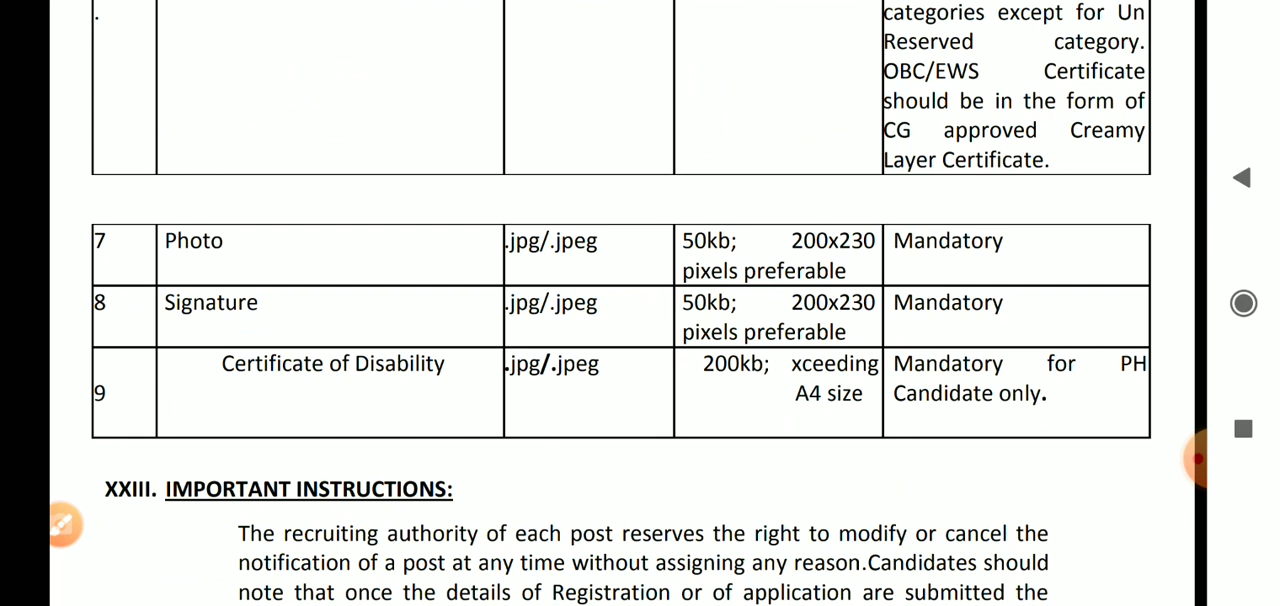 .
categories except for Un
Reserved category.
OBC/EWS Certificate
should be in the form of
CG approved Creamy
Layer Certificate.
7 Photo .jpg/.jpeg 50kb; 200x230 Mandatory
pixels preferable
8 Signature .jpg/.jpeg 50kb; 200x230 Mandatory
pixels preferable
Certificate of Disability .jpg/.jpeg 200kb; xceeding Mandatory for PH
9 A4 size Candidate only.
XXIII. IMPORTANT INSTRUCTIONS:
The recruiting authority of each post reserves the right to modify or cancel the
notification of a post at any time without assigning any reason.Candidates should
note that once the details of Registration or of application are submitted the